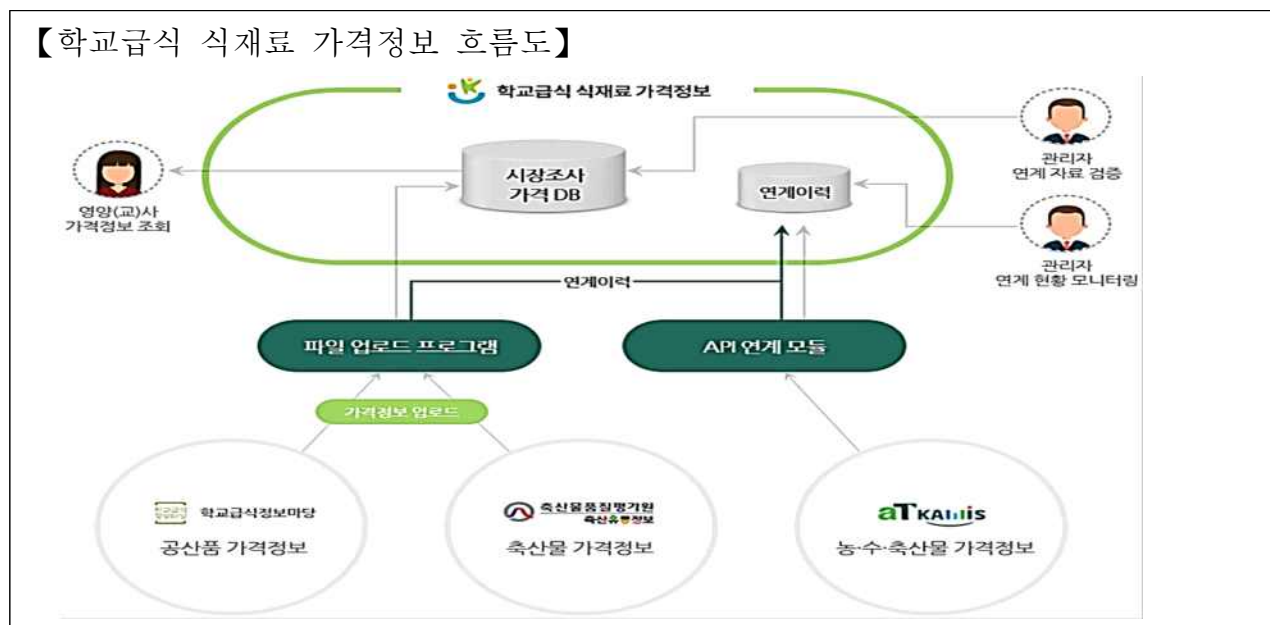 【학교급식 식재료 가격정보 흐름도】
학교급식 식재료 가격정보
시장조사
가격 DB
연계이력
영양(교)사
가격정보 조회
관리자
연계 자료 검증
관리자
연계 현황 모니터링
연계이력
파일 업로드 프로그램
API 연계 모듈
가격정보 업로드
학교급식정보마당
공산품 가격정보
축산물품질평가원
축산유통정보
축산물 가격정보
aT KAMIS
농·수·축산물 가격정보